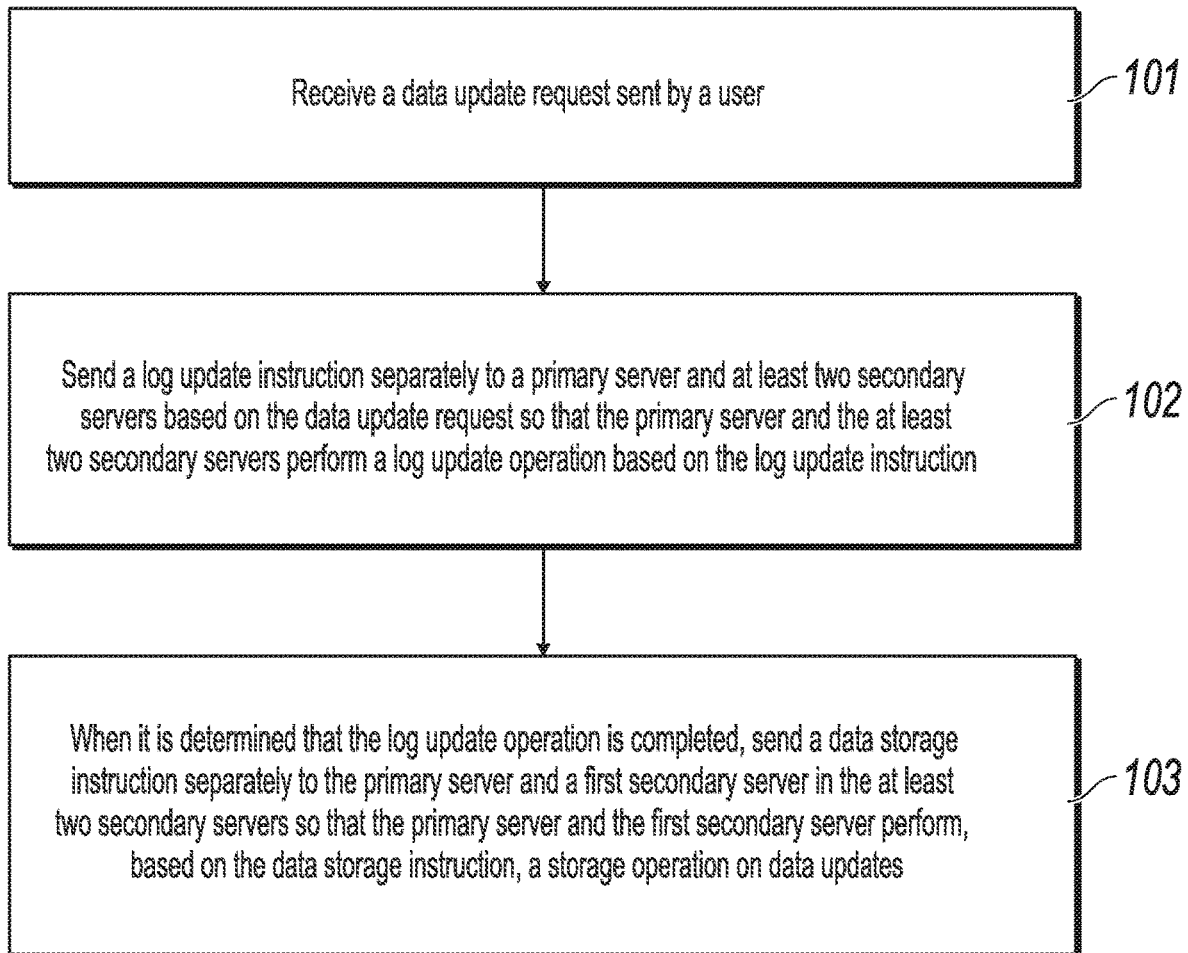 Receive a data update request sent by a user
101
Send a log update instruction separately to a primary server and at least two secondary
servers based on the data update request so that the primary server and the at least
two secondary servers perform a log update operation based on the log update instruction
102
When it is determined that the log update operation is completed, send a data storage
instruction separately to the primary server and a first secondary server in the at least
two secondary servers so that the primary server and the first secondary server perform,
based on the data storage instruction, a storage operation on data updates
103